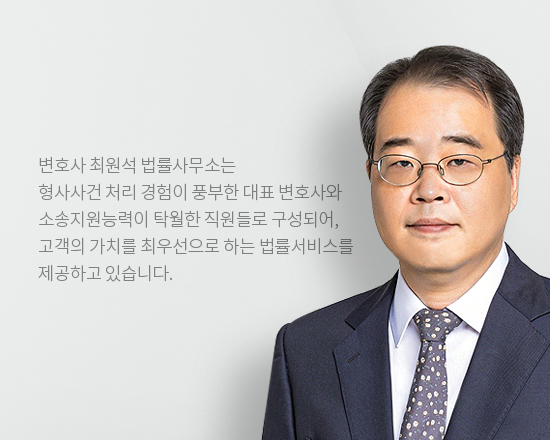 변호사 최원석 법률사무소는
형사사건 처리 경험이 풍부한 대표 변호사와
소송지원능력이 탁월한 직원들로 구성되어,
고객의 가치를 최우선으로 하는 법률서비스를
제공하고 있습니다.